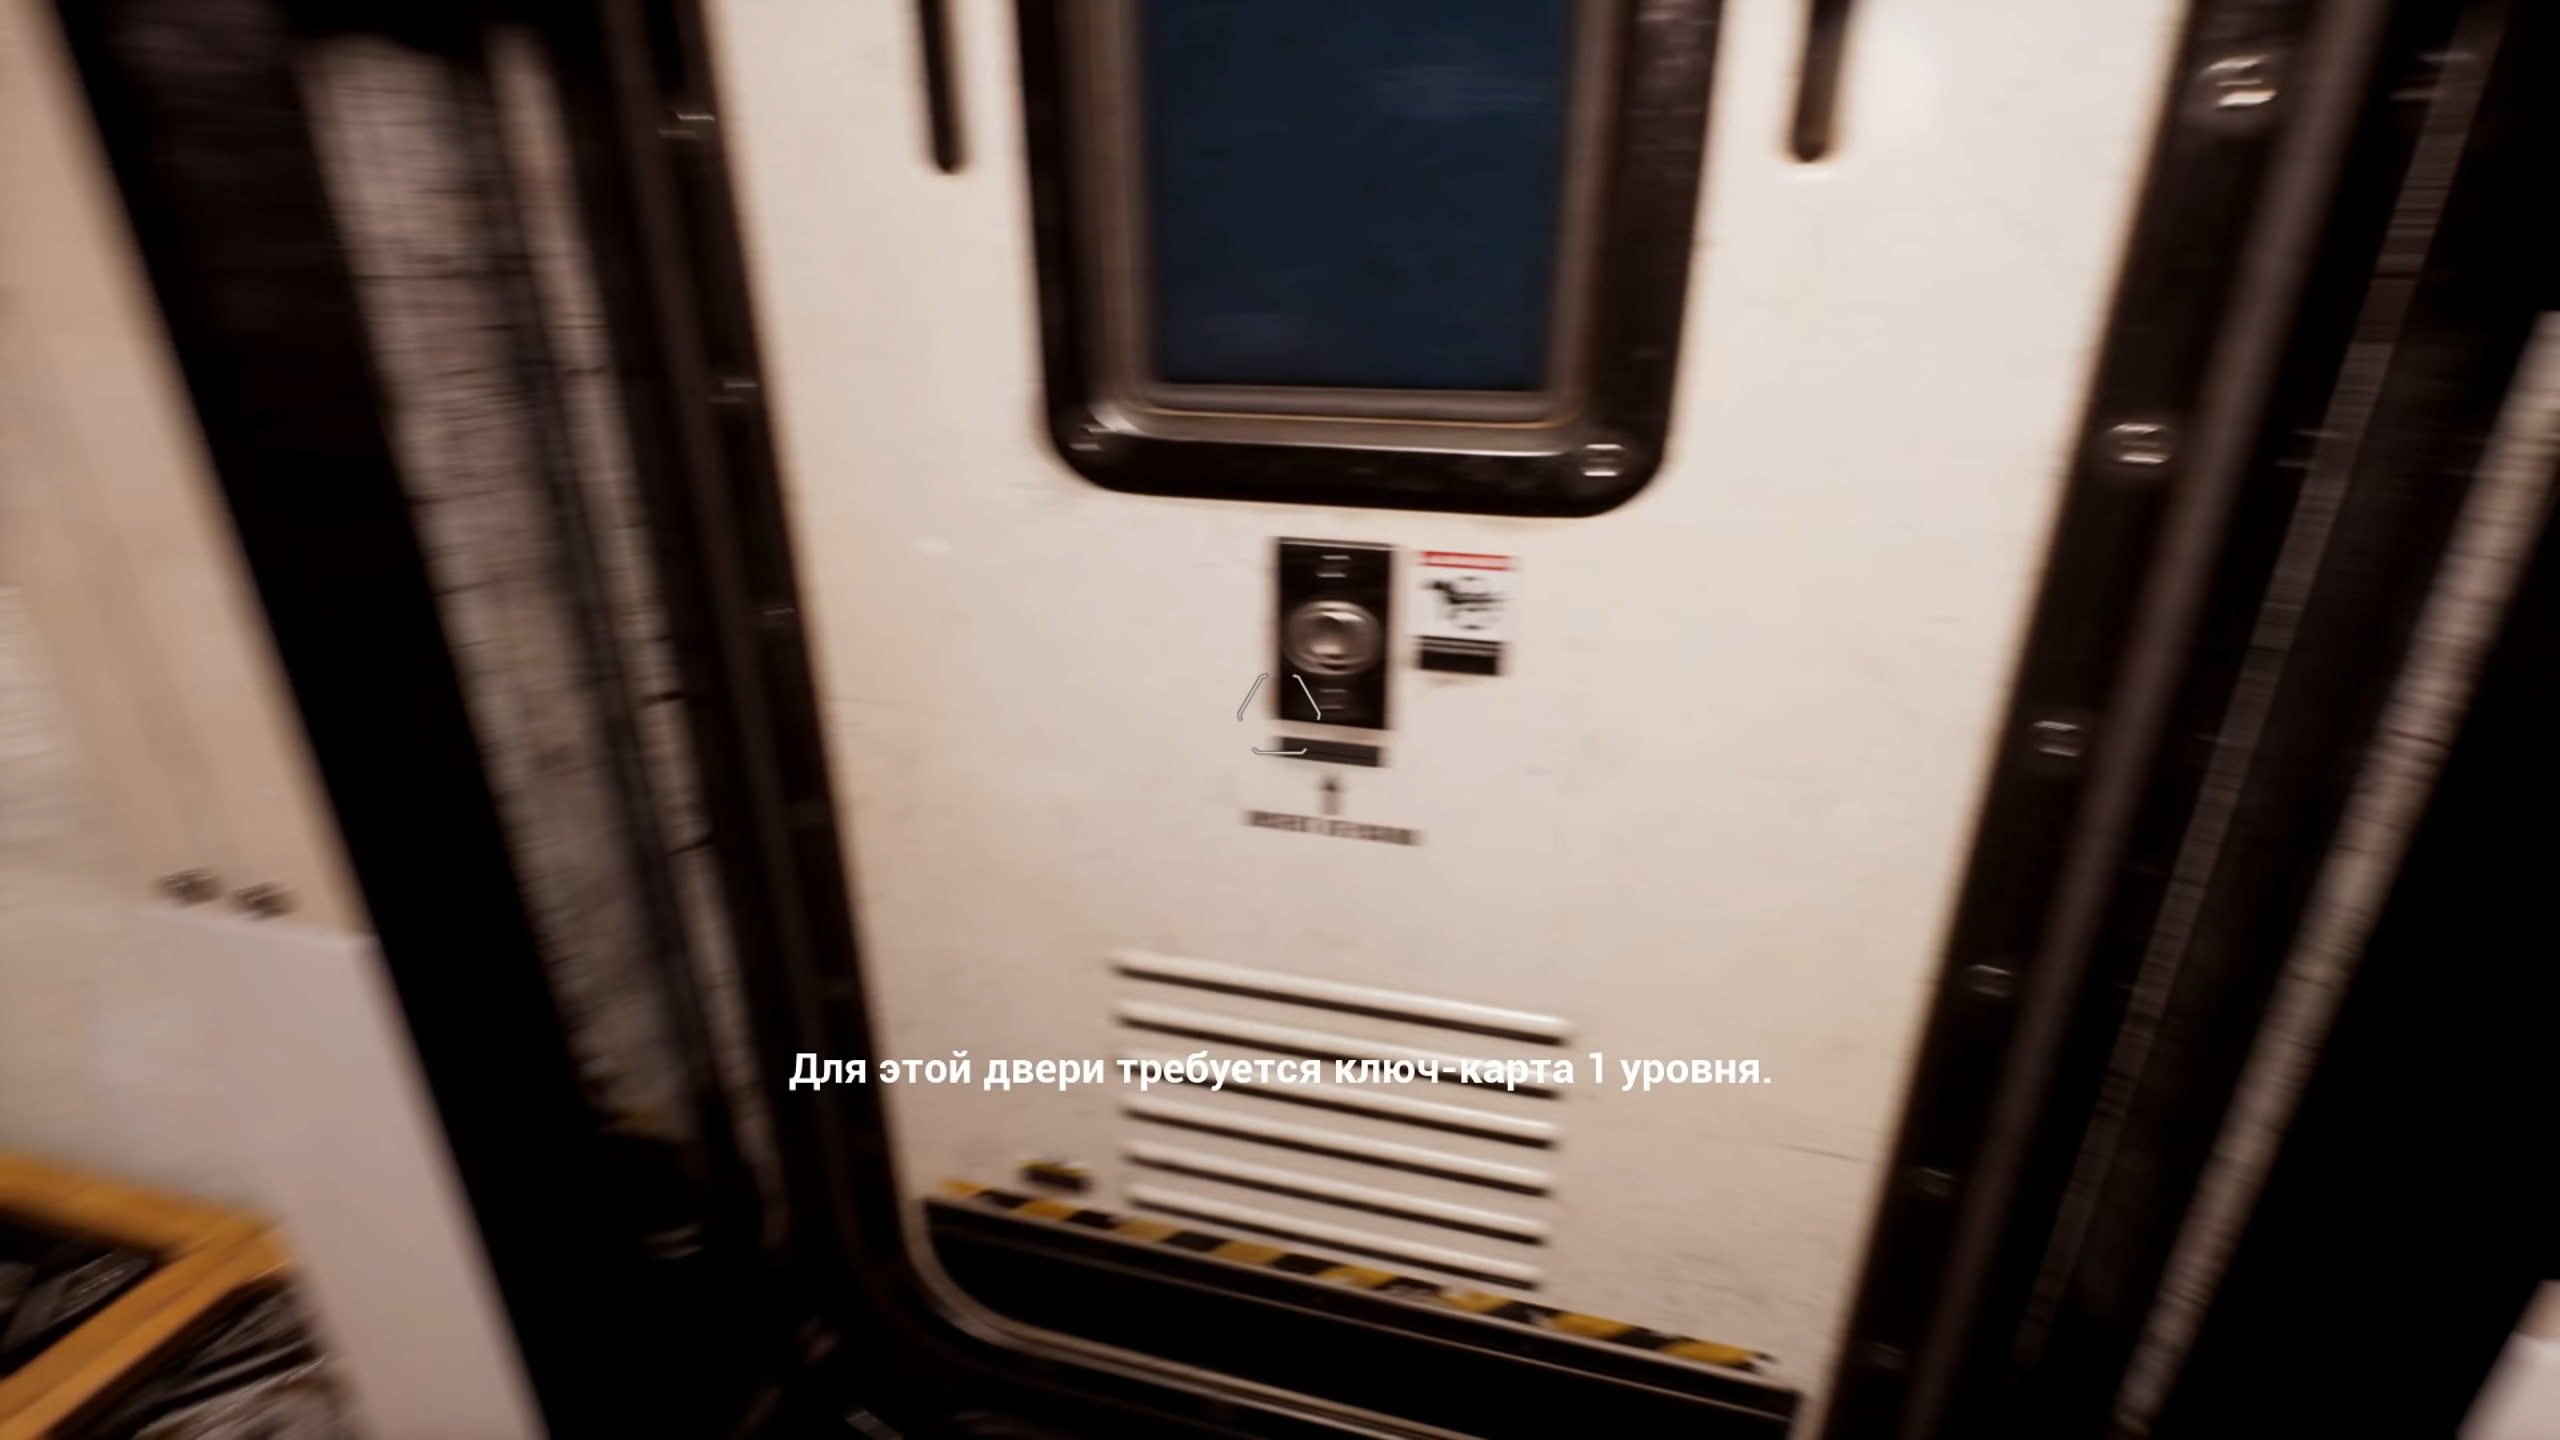 Для этой двери требуется ключ-карта 1 уровня.